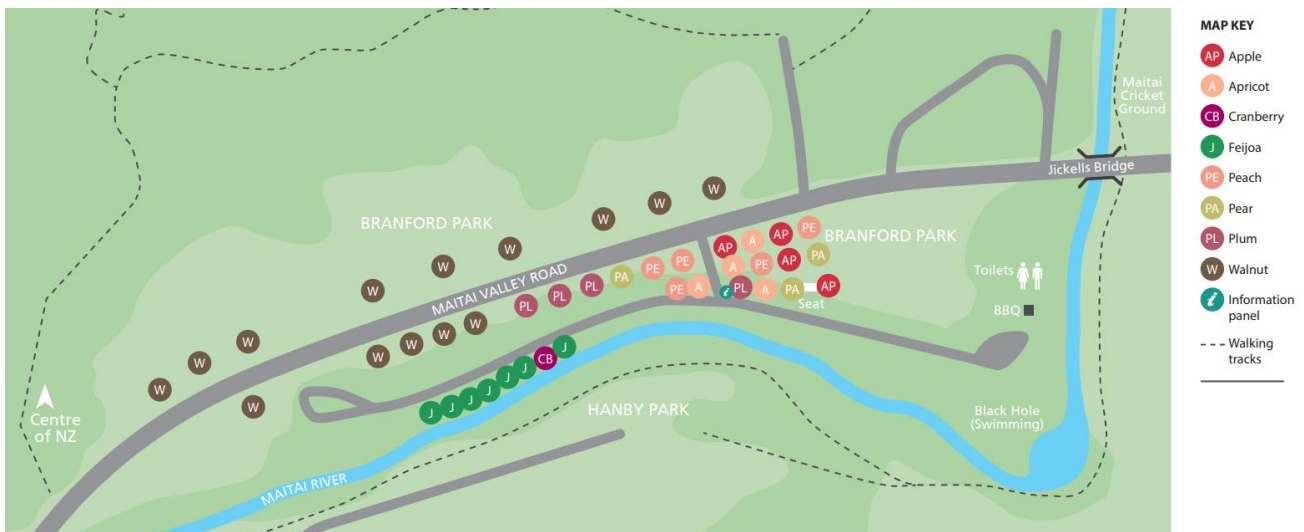 MAP KEY
AP Apple
A Apricot
CB Cranberry
J Feijoa
PE Peach
PA Pear
PL Plum
W Walnut
i Information
panel
Walking
tracks
Maitai
Cricket
Ground
Jickells Bridge
BRANFORD PARK
W
W
W
W
W
W
MAITAI VALLEY ROAD
BRANFORD PARK
AP
A
AP
PE
A
PE
AP
PA
PL
PL
PL
PA
PE
PE
PE
A
i
PL
A
PA
AP
Seat
Toilets
BBQ
W
W
W
W
W
W
W
W
J
J
J
J
J
J
CB
J
HANBY PARK
Black Hole
(Swimming)
Centre
of NZ
MAITAI RIVER